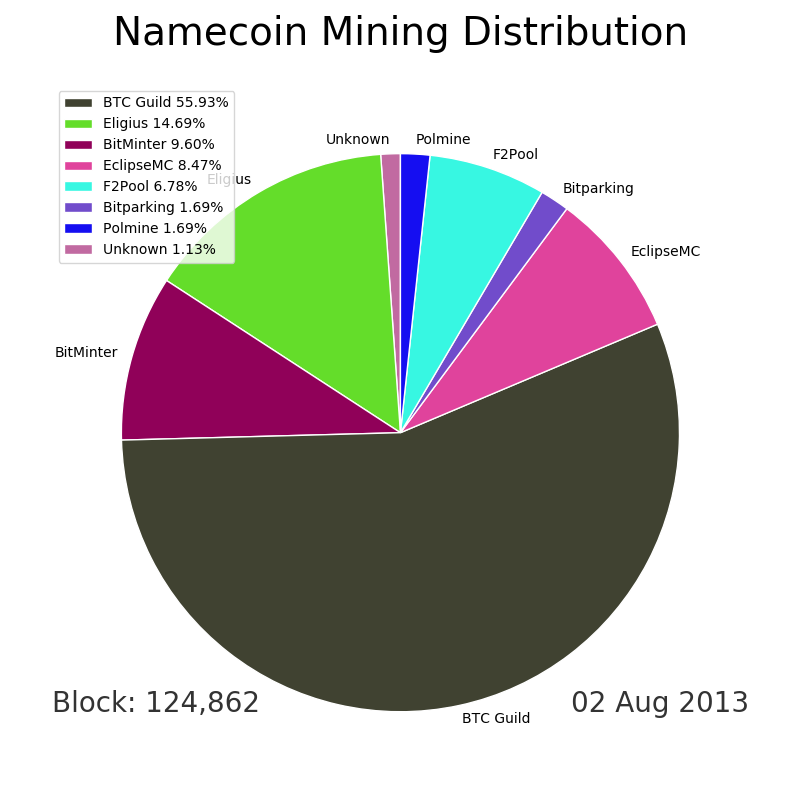 Namecoin Mining Distribution
BTC Guild 55.93%
Eligius 14.69%
BitMinter 9.60%
EclipseMC 8.47%
F2Pool 6.78%
Bitparking 1.69%
Polmine 1.69%
Unknown 1.13%
Unknown
Polmine
F2Pool
Eligius
Bitparking
EclipseMC
BitMinter
Block: 124,862
02 Aug 2013
BTC Guild